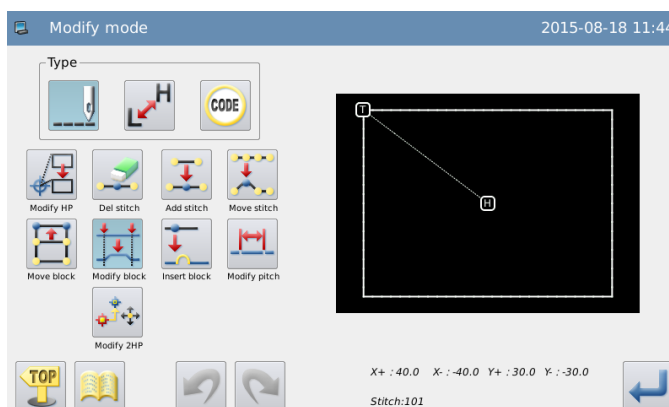 Modify mode 2015-08-18 11:44
Type
L H CODE
T
H
Modify HP Del stitch Add stitch Move stitch
Move block Modify block Insert block Modify pitch
Modify 2HP
X+ : 40.0 X- : -40.0 Y+ : 30.0 Y- : -30.0
TOP
Stitch:101